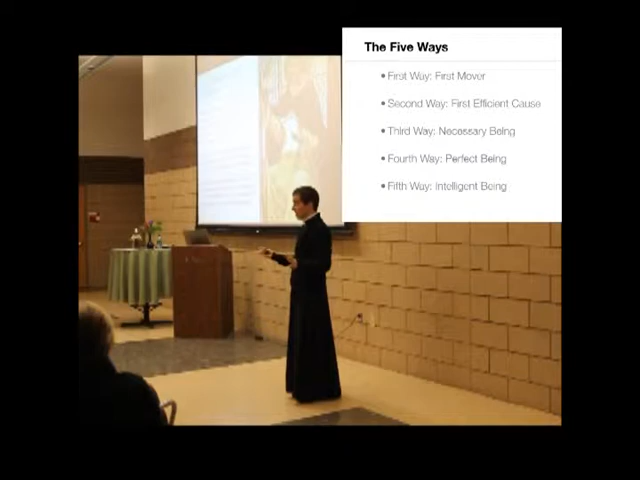 The Five Ways
• First Way: First Mover
• Second Way: First Efficient Cause
• Third Way: Necessary Being
• Fourth Way: Perfect Being
• Fifth Way: Intelligent Being